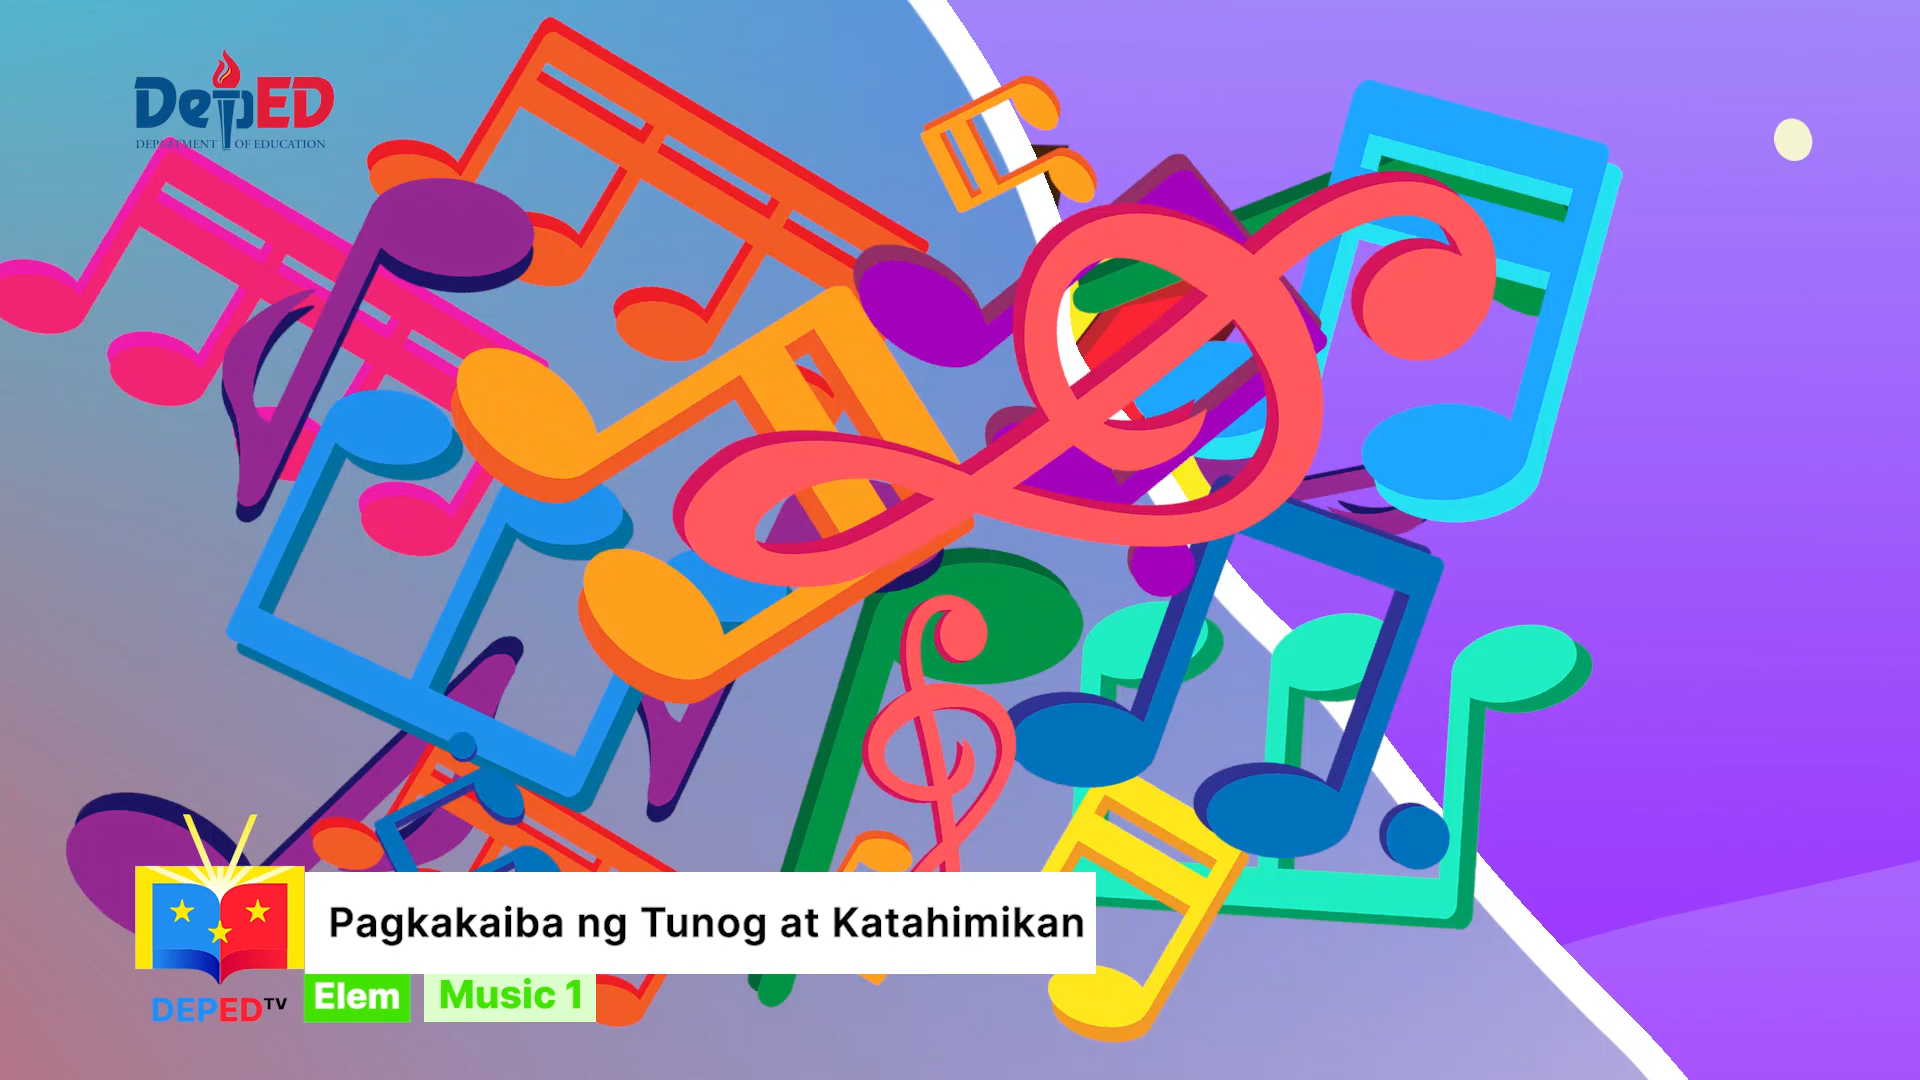 DepED
DEPARTMENT OF EDUCATION
Pagkakaiba ng Tunog at Katahimikan
DEPED TV
Elem
Music 1